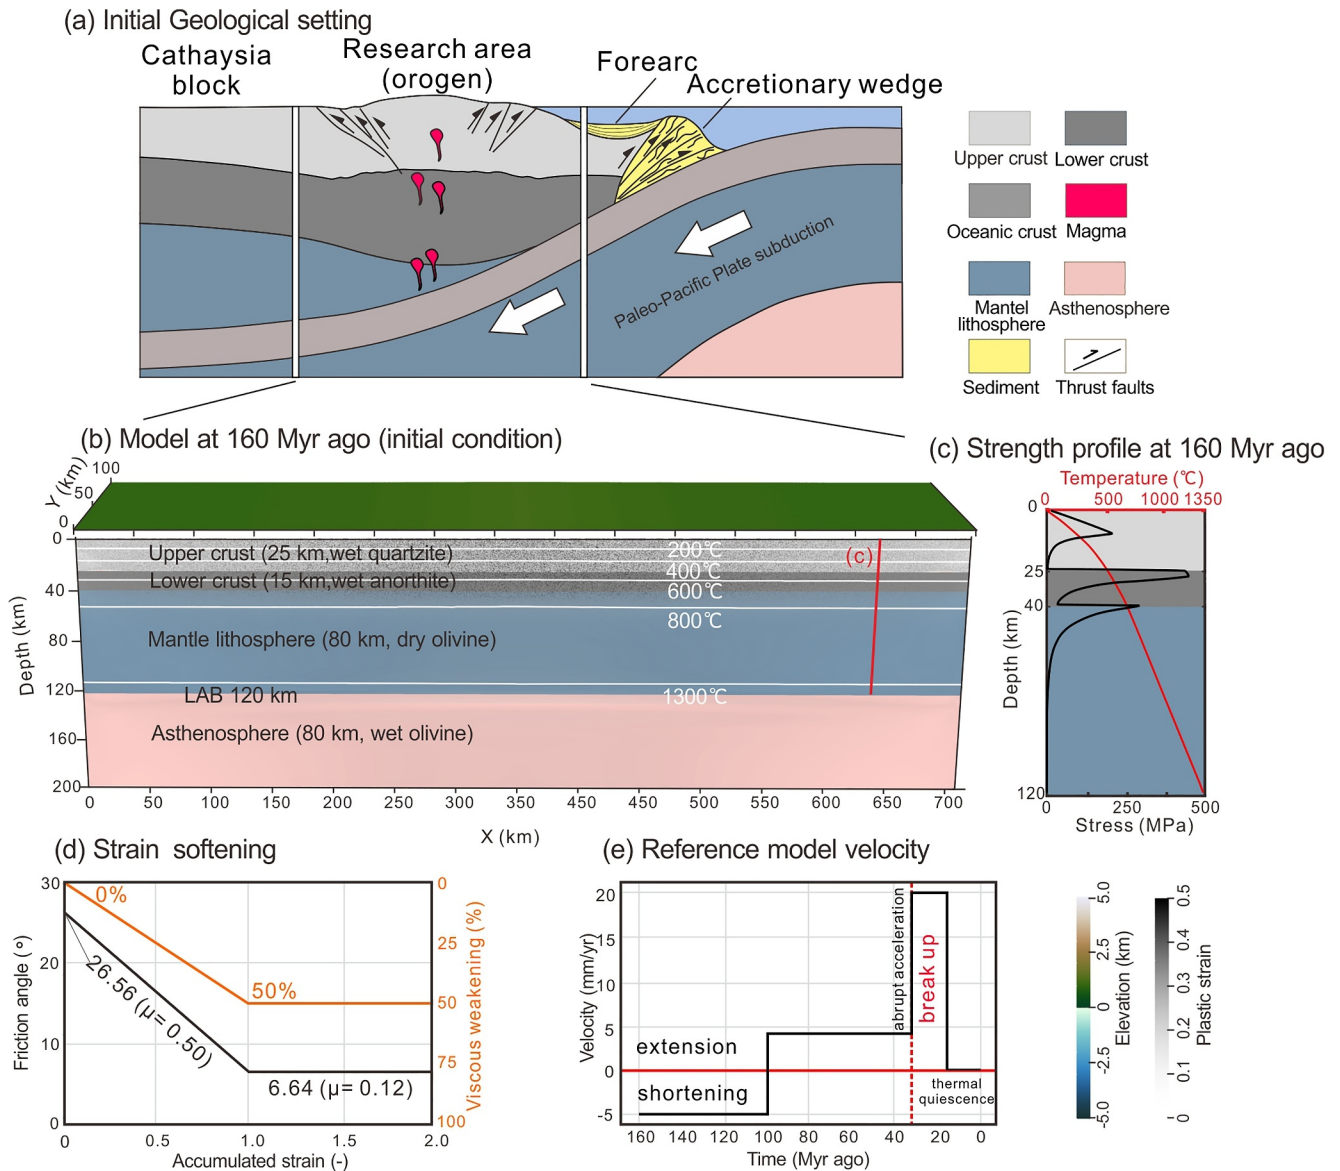 (a) Initial Geological setting
Cathaysia
block
Research area
(orogen)
Forearc
Accretionary wedge
Paleo-Pacific Plate subduction
Upper crust
Lower crust
Oceanic crust
Magma
Mantel
lithosphere
Asthenosphere
Sediment
Thrust faults
(b) Model at 160 Myr ago (initial condition)
Y (km)
100
50
0
0
40
80
120
160
200
Depth (km)
Upper crust (25 km,wet quartzite)
Lower crust (15 km,wet anorthite)
Mantle lithosphere (80 km, dry olivine)
LAB 120 km
Asthenosphere (80 km, wet olivine)
200℃
400℃
600℃
800℃
1300℃
(c)
0 50 100 150 200 250 300 350 450 450 500 550 600 650 700
X (km)
(c) Strength profile at 160 Myr ago
Temperature (℃)
0 500 1000 1350
0
25
40
120
Depth (km)
0 250 500
Stress (MPa)
(d) Strain softening
30
20
10
0
Friction angle (°)
0%
50%
26.56 (μ= 0.50)
6.64 (μ= 0.12)
0
25
50
75
100
Viscous weakening (%)
0 0.5 1.0 1.5 2.0
Accumulated strain (-)
(e) Reference model velocity
20
15
10
5
0
-5
Velocity (mm/yr)
extension
shortening
abrupt acceleration
break up
thermal
quiescence
160 140 120 100 80 60 40 20 0
Time (Myr ago)
5.0
2.5
0
-2.5
-5.0
Elevation (km)
0.5
0.4
0.3
0.2
0.1
0
Plastic strain